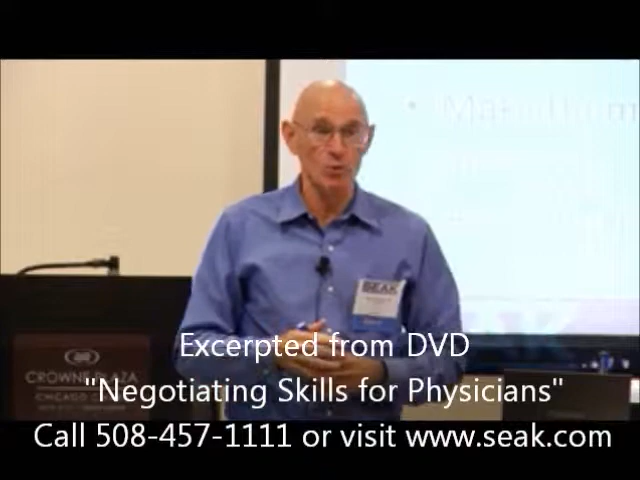 SEAK
Excerpted from DVD
CROWNE PLAZA
"Negotiating Skills for Physicians"
Call 508-457-1111 or visit www.seak.com